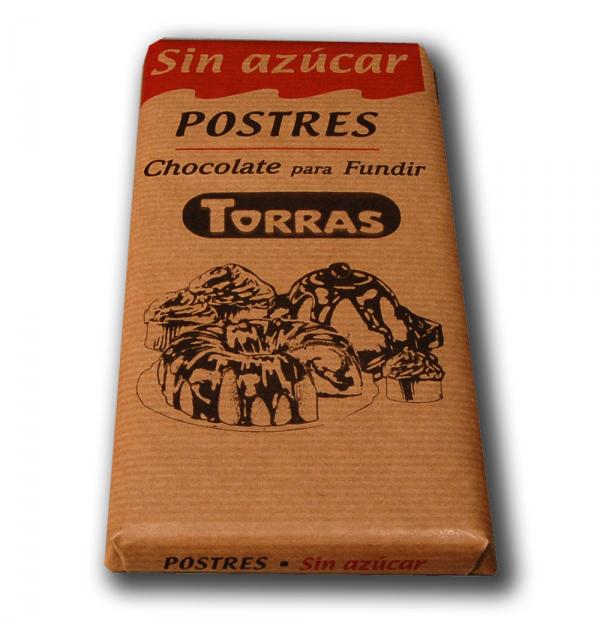 Sin azúcar
POSTRES
Chocolate para Fundir
TORRAS
POSTRES • Sin azúcar